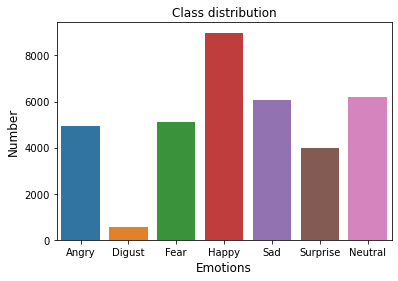 Class distribution
Number
8000
6000
4000
2000
0
Angry Digust Fear Happy Sad Surprise Neutral
Emotions